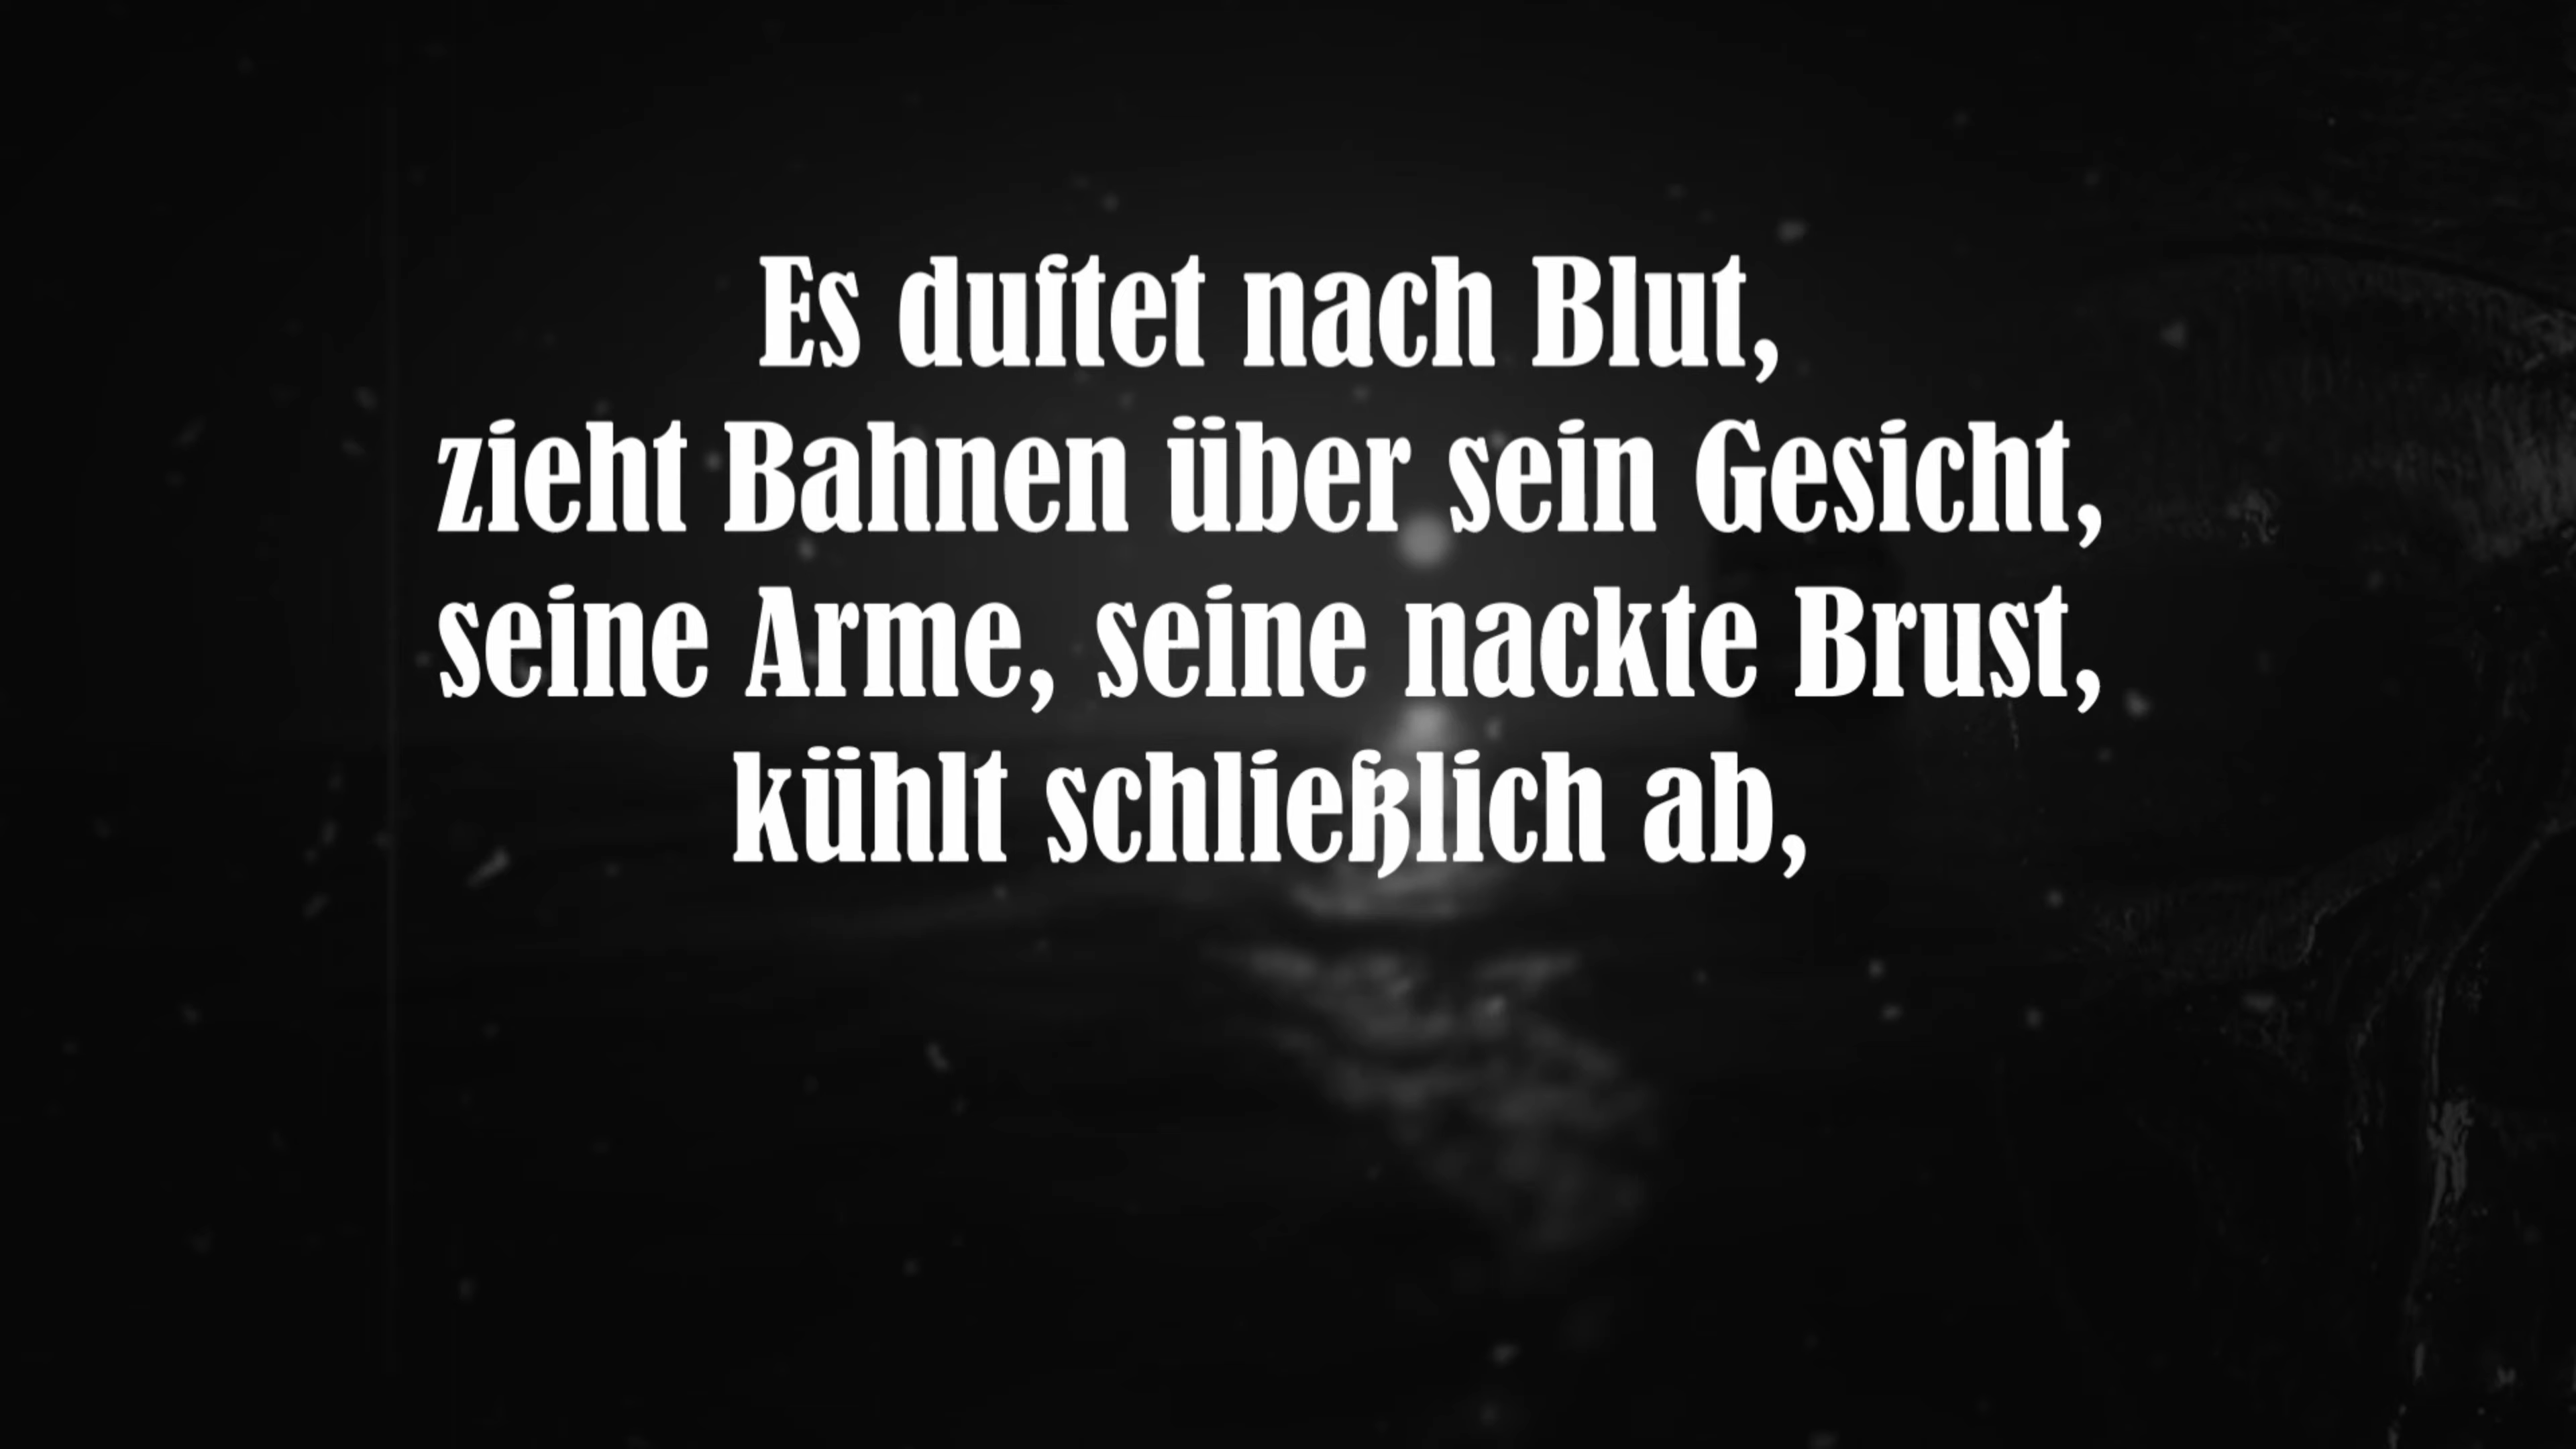 Es duftet nach Blut,
zieht Bahnen über sein Gesicht,
seine Arme, seine nackte Brust,
kühlt schließlich ab,